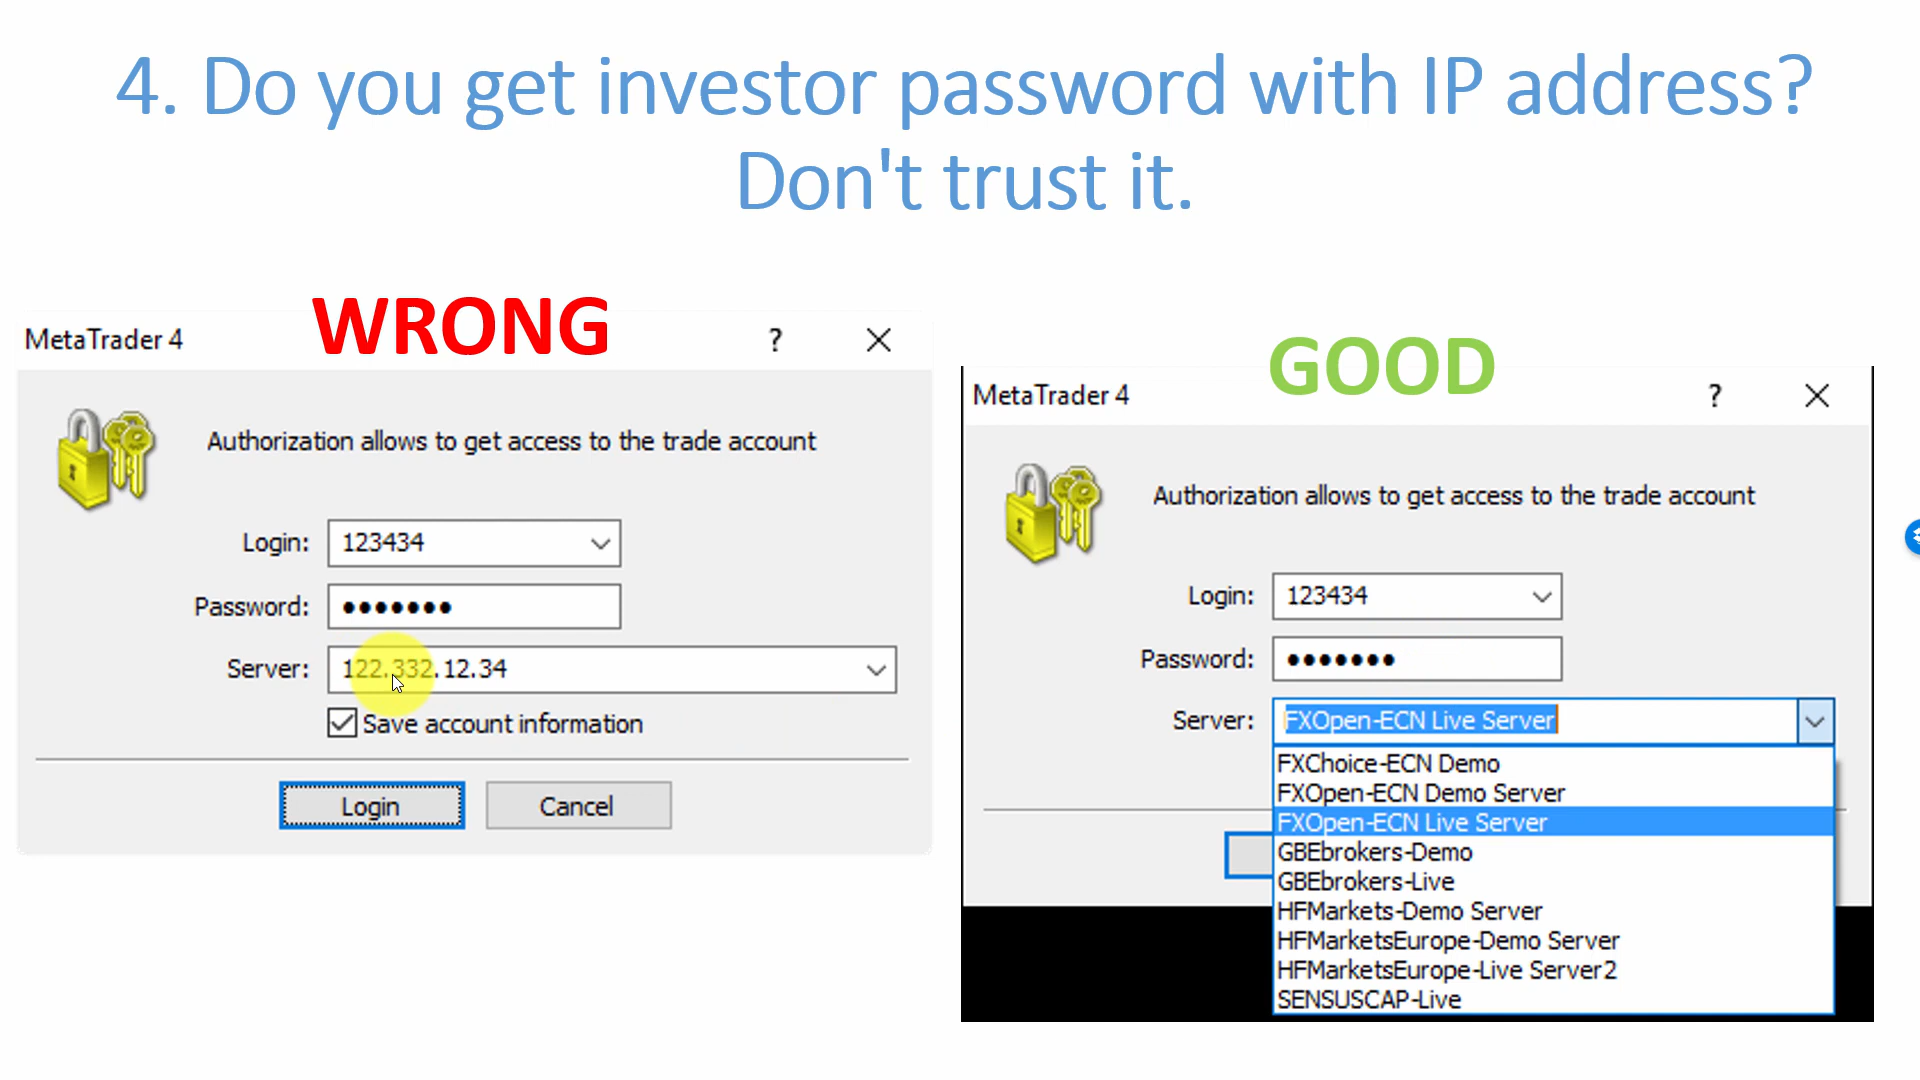 4. Do you get investor password with IP address?
Don't trust it.
WRONG
MetaTrader 4
?
Authorization allows to get access to the trade account
Login: 123434
Password: •••••••
Server: 122.332.12.34
Save account information
Login Cancel
GOOD
MetaTrader 4
?
Authorization allows to get access to the trade account
Login: 123434
Password: •••••••
Server: FXOpen-ECN Live Server
FXChoice-ECN Demo
FXOpen-ECN Demo Server
FXOpen-ECN Live Server
GBEbrokers-Demo
GBEbrokers-Live
HFMarkets-Demo Server
HFMarketsEurope-Demo Server
HFMarketsEurope-Live Server2
SENSUSCAP-Live